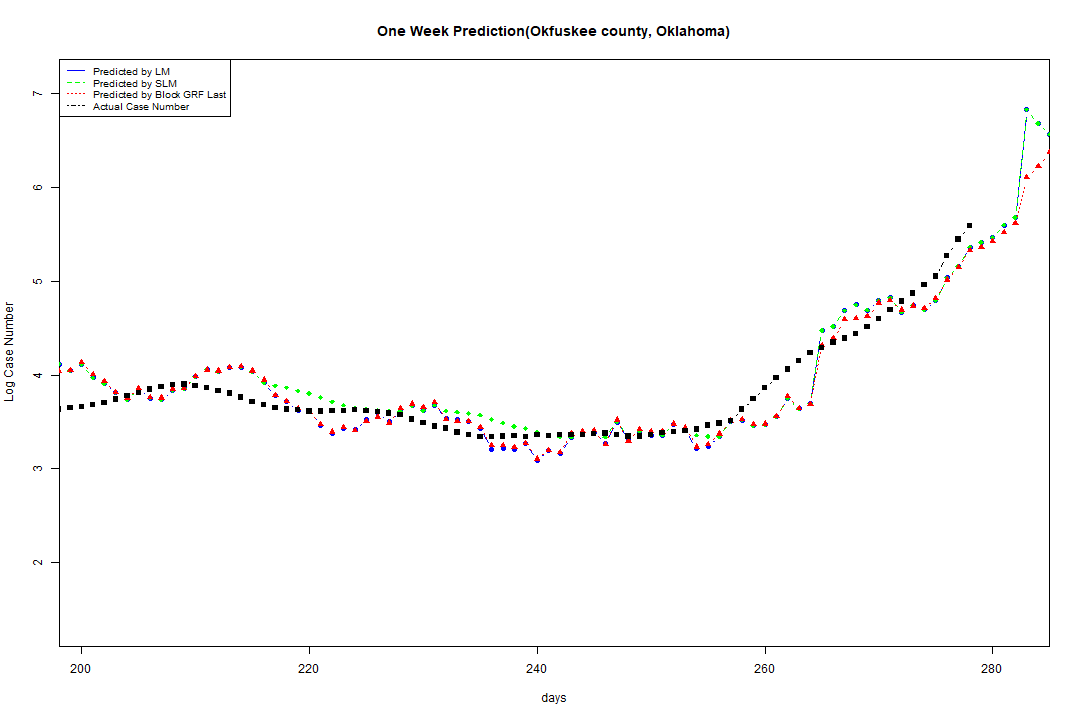 One Week Prediction(Okfuskee county, Oklahoma)
Predicted by LM
Predicted by SLM
Predicted by Block GRF Last
Actual Case Number
7
6
5
4
3
2
Log Case Number
200 220 240 260 280
days